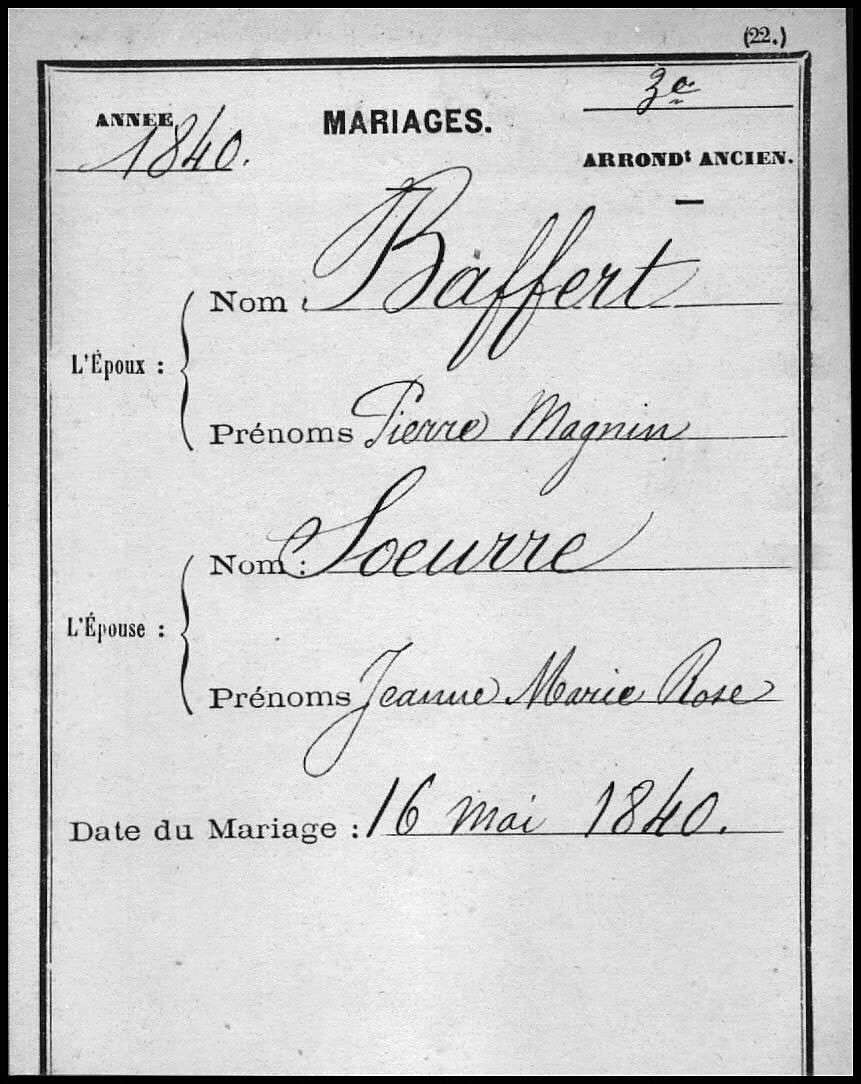 (22.)
ANNÉE 1840.
MARIAGES.
3e
ARRONDt ANCIEN.
Nom : Baffert
L'Époux :
Prénoms Pierre Magnin
Nom : Soeurre
L'Épouse :
Prénoms Jeanne Marie Rose
Date du Mariage : 16 mai 1840.